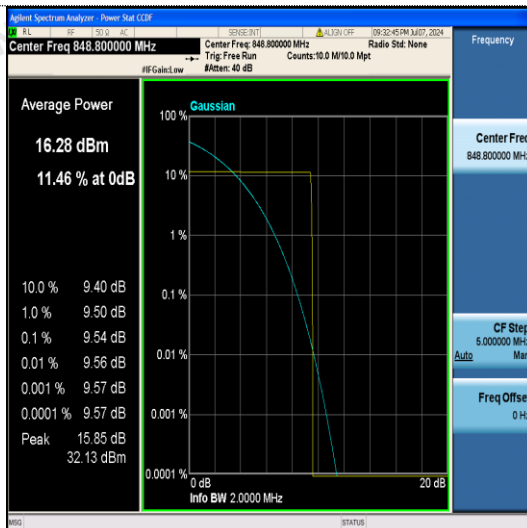 Agilent Spectrum Analyzer - Power Stat CCDF
RL RF 50 Ω AC SENSE:INT ALIGN OFF 09:32:45 PM Jul 07, 2024
Center Freq 848.800000 MHz
Center Freq: 848.800000 MHz Radio Std: None
Trig: Free Run Counts:10.0 M/10.0 Mpt
#IFGain:Low #Atten: 40 dB
Frequency
Average Power
16.28 dBm
11.46 % at 0dB
10.0 % 9.40 dB
1.0 % 9.50 dB
0.1 % 9.54 dB
0.01 % 9.56 dB
0.001 % 9.57 dB
0.0001 % 9.57 dB
Peak 15.85 dB
32.13 dBm
Gaussian
100 %
10 %
1 %
0.1 %
0.01 %
0.001 %
0.0001 %
0 dB 20 dB
Info BW 2.0000 MHz
Center Freq
848.800000 MHz
CF Step
5.000000 MHz
Auto Man
Freq Offse
0 Hz
MSG STATUS